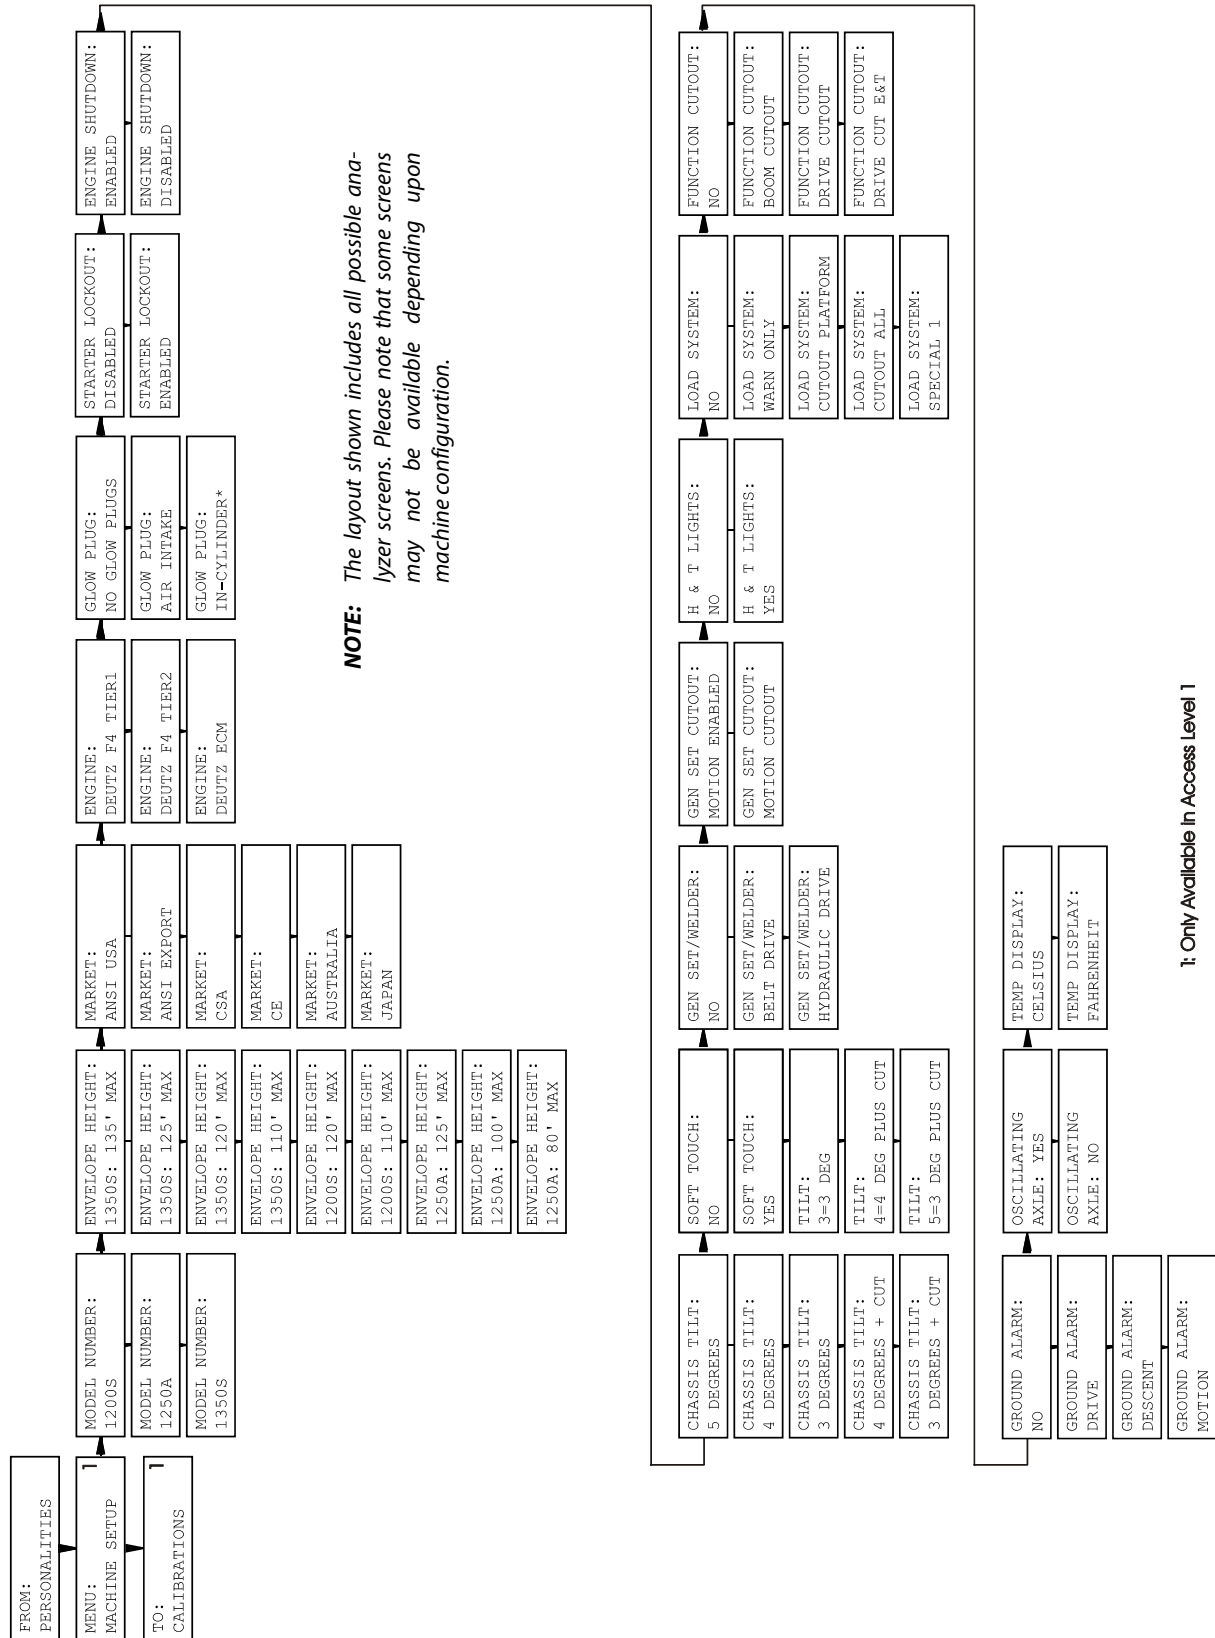 FROM:
PERSONALITIES
MENU: 1
MACHINE SETUP
TO: 1
CALIBRATIONS
MODEL NUMBER:
1200S
MODEL NUMBER:
1250A
MODEL NUMBER:
1350S
ENVELOPE HEIGHT:
1350S: 135' MAX
ENVELOPE HEIGHT:
1350S: 125' MAX
ENVELOPE HEIGHT:
1350S: 120' MAX
ENVELOPE HEIGHT:
1350S: 110' MAX
ENVELOPE HEIGHT:
1200S: 120' MAX
ENVELOPE HEIGHT:
1200S: 110' MAX
ENVELOPE HEIGHT:
1250A: 125' MAX
ENVELOPE HEIGHT:
1250A: 100' MAX
ENVELOPE HEIGHT:
1250A: 80' MAX
MARKET:
ANSI USA
MARKET:
ANSI EXPORT
MARKET:
CSA
MARKET:
CE
MARKET:
AUSTRALIA
MARKET:
JAPAN
ENGINE:
DEUTZ F4 TIER1
ENGINE:
DEUTZ F4 TIER2
ENGINE:
DEUTZ ECM
GLOW PLUG:
NO GLOW PLUGS
GLOW PLUG:
AIR INTAKE
GLOW PLUG:
IN-CYLINDER*
STARTER LOCKOUT:
DISABLED
STARTER LOCKOUT:
ENABLED
ENGINE SHUTDOWN:
ENABLED
ENGINE SHUTDOWN:
DISABLED
NOTE: The layout shown includes all possible ana-
lyzer screens. Please note that some screens
may not be available depending upon
machine configuration.
CHASSIS TILT:
5 DEGREES
CHASSIS TILT:
4 DEGREES
CHASSIS TILT:
3 DEGREES
CHASSIS TILT:
4 DEGREES + CUT
CHASSIS TILT:
3 DEGREES + CUT
SOFT TOUCH:
NO
SOFT TOUCH:
YES
TILT:
3=3 DEG
TILT:
4=4 DEG PLUS CUT
TILT:
5=3 DEG PLUS CUT
GEN SET/WELDER:
NO
GEN SET/WELDER:
BELT DRIVE
GEN SET/WELDER:
HYDRAULIC DRIVE
GEN SET CUTOUT:
MOTION ENABLED
GEN SET CUTOUT:
MOTION CUTOUT
H & T LIGHTS:
NO
H & T LIGHTS:
YES
LOAD SYSTEM:
NO
LOAD SYSTEM:
WARN ONLY
LOAD SYSTEM:
CUTOUT PLATFORM
LOAD SYSTEM:
CUTOUT ALL
LOAD SYSTEM:
SPECIAL 1
FUNCTION CUTOUT:
NO
FUNCTION CUTOUT:
BOOM CUTOUT
FUNCTION CUTOUT:
DRIVE CUTOUT
FUNCTION CUTOUT:
DRIVE CUT E&T
GROUND ALARM:
NO
GROUND ALARM:
DRIVE
GROUND ALARM:
DESCENT
GROUND ALARM:
MOTION
OSCILLATING
AXLE: YES
OSCILLATING
AXLE: NO
TEMP DISPLAY:
CELSIUS
TEMP DISPLAY:
FAHRENHEIT
1: Only Available in Access Level 1